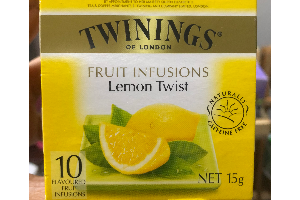 TWININGS®
OF LONDON
FRUIT INFUSIONS
Lemon Twist
NATURALLY
CAFFEINE FREE
10
FLAVOURED
FRUIT
INFUSIONS
NET 15g